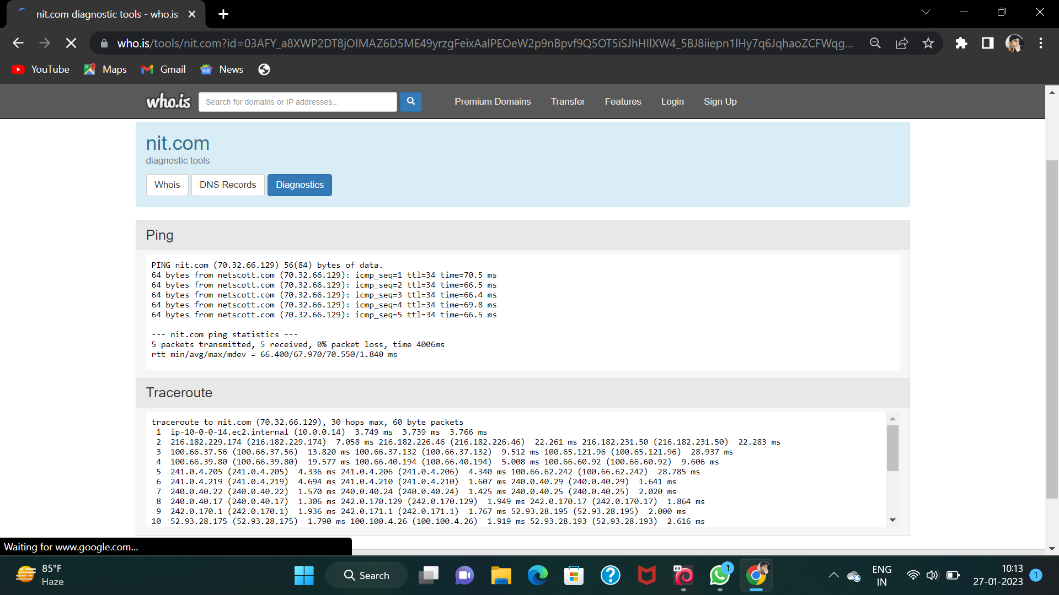 nit.com diagnostic tools - who.is
who.is/tools/nit.com?id=03AFY_a8XWP2DT8jOIMAZ6D5ME49yrzgFeixAalPEOeW2p9nBpvf9Q5OT5iSJhHIlXW4_5BJ8iiepn1lHy7q6JqhaoZCFWqg...
YouTube
Maps
Gmail
News
who.is
Search for domains or IP addresses...
Premium Domains
Transfer
Features
Login
Sign Up
nit.com
diagnostic tools
Whois
DNS Records
Diagnostics
Ping
PING nit.com (70.32.66.129) 56(84) bytes of data.
64 bytes from netscott.com (70.32.66.129): icmp_seq=1 ttl=34 time=70.5 ms
64 bytes from netscott.com (70.32.66.129): icmp_seq=2 ttl=34 time=66.5 ms
64 bytes from netscott.com (70.32.66.129): icmp_seq=3 ttl=34 time=66.4 ms
64 bytes from netscott.com (70.32.66.129): icmp_seq=4 ttl=34 time=69.8 ms
64 bytes from netscott.com (70.32.66.129): icmp_seq=5 ttl=34 time=66.5 ms
--- nit.com ping statistics ---
5 packets transmitted, 5 received, 0% packet loss, time 4006ms
rtt min/avg/max/mdev = 66.400/67.970/70.550/1.840 ms
Traceroute
traceroute to nit.com (70.32.66.129), 30 hops max, 60 byte packets
1 ip-10-0-0-14.ec2.internal (10.0.0.14) 3.749 ms 3.739 ms 3.766 ms
2 216.182.229.174 (216.182.229.174) 7.058 ms 216.182.226.46 (216.182.226.46) 22.261 ms 216.182.231.50 (216.182.231.50) 22.283 ms
3 100.66.37.56 (100.66.37.56) 13.820 ms 100.66.37.132 (100.66.37.132) 9.512 ms 100.65.121.96 (100.65.121.96) 28.937 ms
4 100.66.39.80 (100.66.39.80) 19.577 ms 100.66.40.194 (100.66.40.194) 5.008 ms 100.66.60.92 (100.66.60.92) 9.606 ms
5 241.0.4.205 (241.0.4.205) 4.336 ms 241.0.4.206 (241.0.4.206) 4.340 ms 100.66.62.242 (100.66.62.242) 28.785 ms
6 241.0.4.219 (241.0.4.219) 4.694 ms 241.0.4.210 (241.0.4.210) 1.607 ms 240.0.40.29 (240.0.40.29) 1.641 ms
7 240.0.40.22 (240.0.40.22) 1.570 ms 240.0.40.24 (240.0.40.24) 1.425 ms 240.0.40.25 (240.0.40.25) 2.020 ms
8 240.0.40.17 (240.0.40.17) 1.306 ms 242.0.170.129 (242.0.170.129) 1.949 ms 242.0.170.17 (242.0.170.17) 1.864 ms
9 242.0.170.1 (242.0.170.1) 1.936 ms 242.0.171.1 (242.0.171.1) 1.767 ms 52.93.28.195 (52.93.28.195) 2.000 ms
10 52.93.28.175 (52.93.28.175) 1.790 ms 100.100.4.26 (100.100.4.26) 1.919 ms 52.93.28.193 (52.93.28.193) 2.616 ms
Waiting for www.google.com...
85°F
Haze
Search
1
ENG
IN
10:13
27-01-2023
1